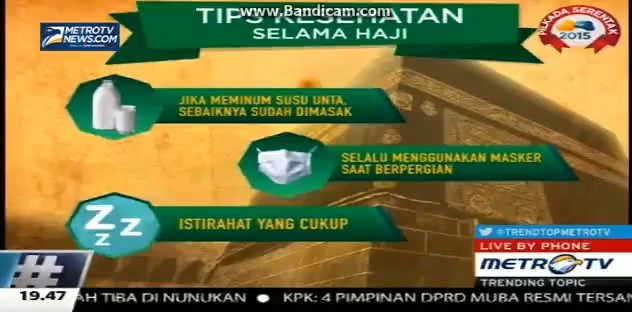 www.Bandicam.com
METROTV
NEWS.COM
TIPS KESEHATAN
SELAMA HAJI
PILKADA SERENTAK
2015
JIKA MEMINUM SUSU UNTA,
SEBAIKNYA SUDAH DIMASAK
SELALU MENGGUNAKAN MASKER
SAAT BERPERGIAN
Z Z Z
ISTIRAHAT YANG CUKUP
@TRENDTOPMETROTV
LIVE BY PHONE
METRO TV
TRENDING TOPIC
#
19.47 AH TIBA DI NUNUKAN ● KPK: 4 PIMPINAN DPRD MUBA RESMI TERSAN